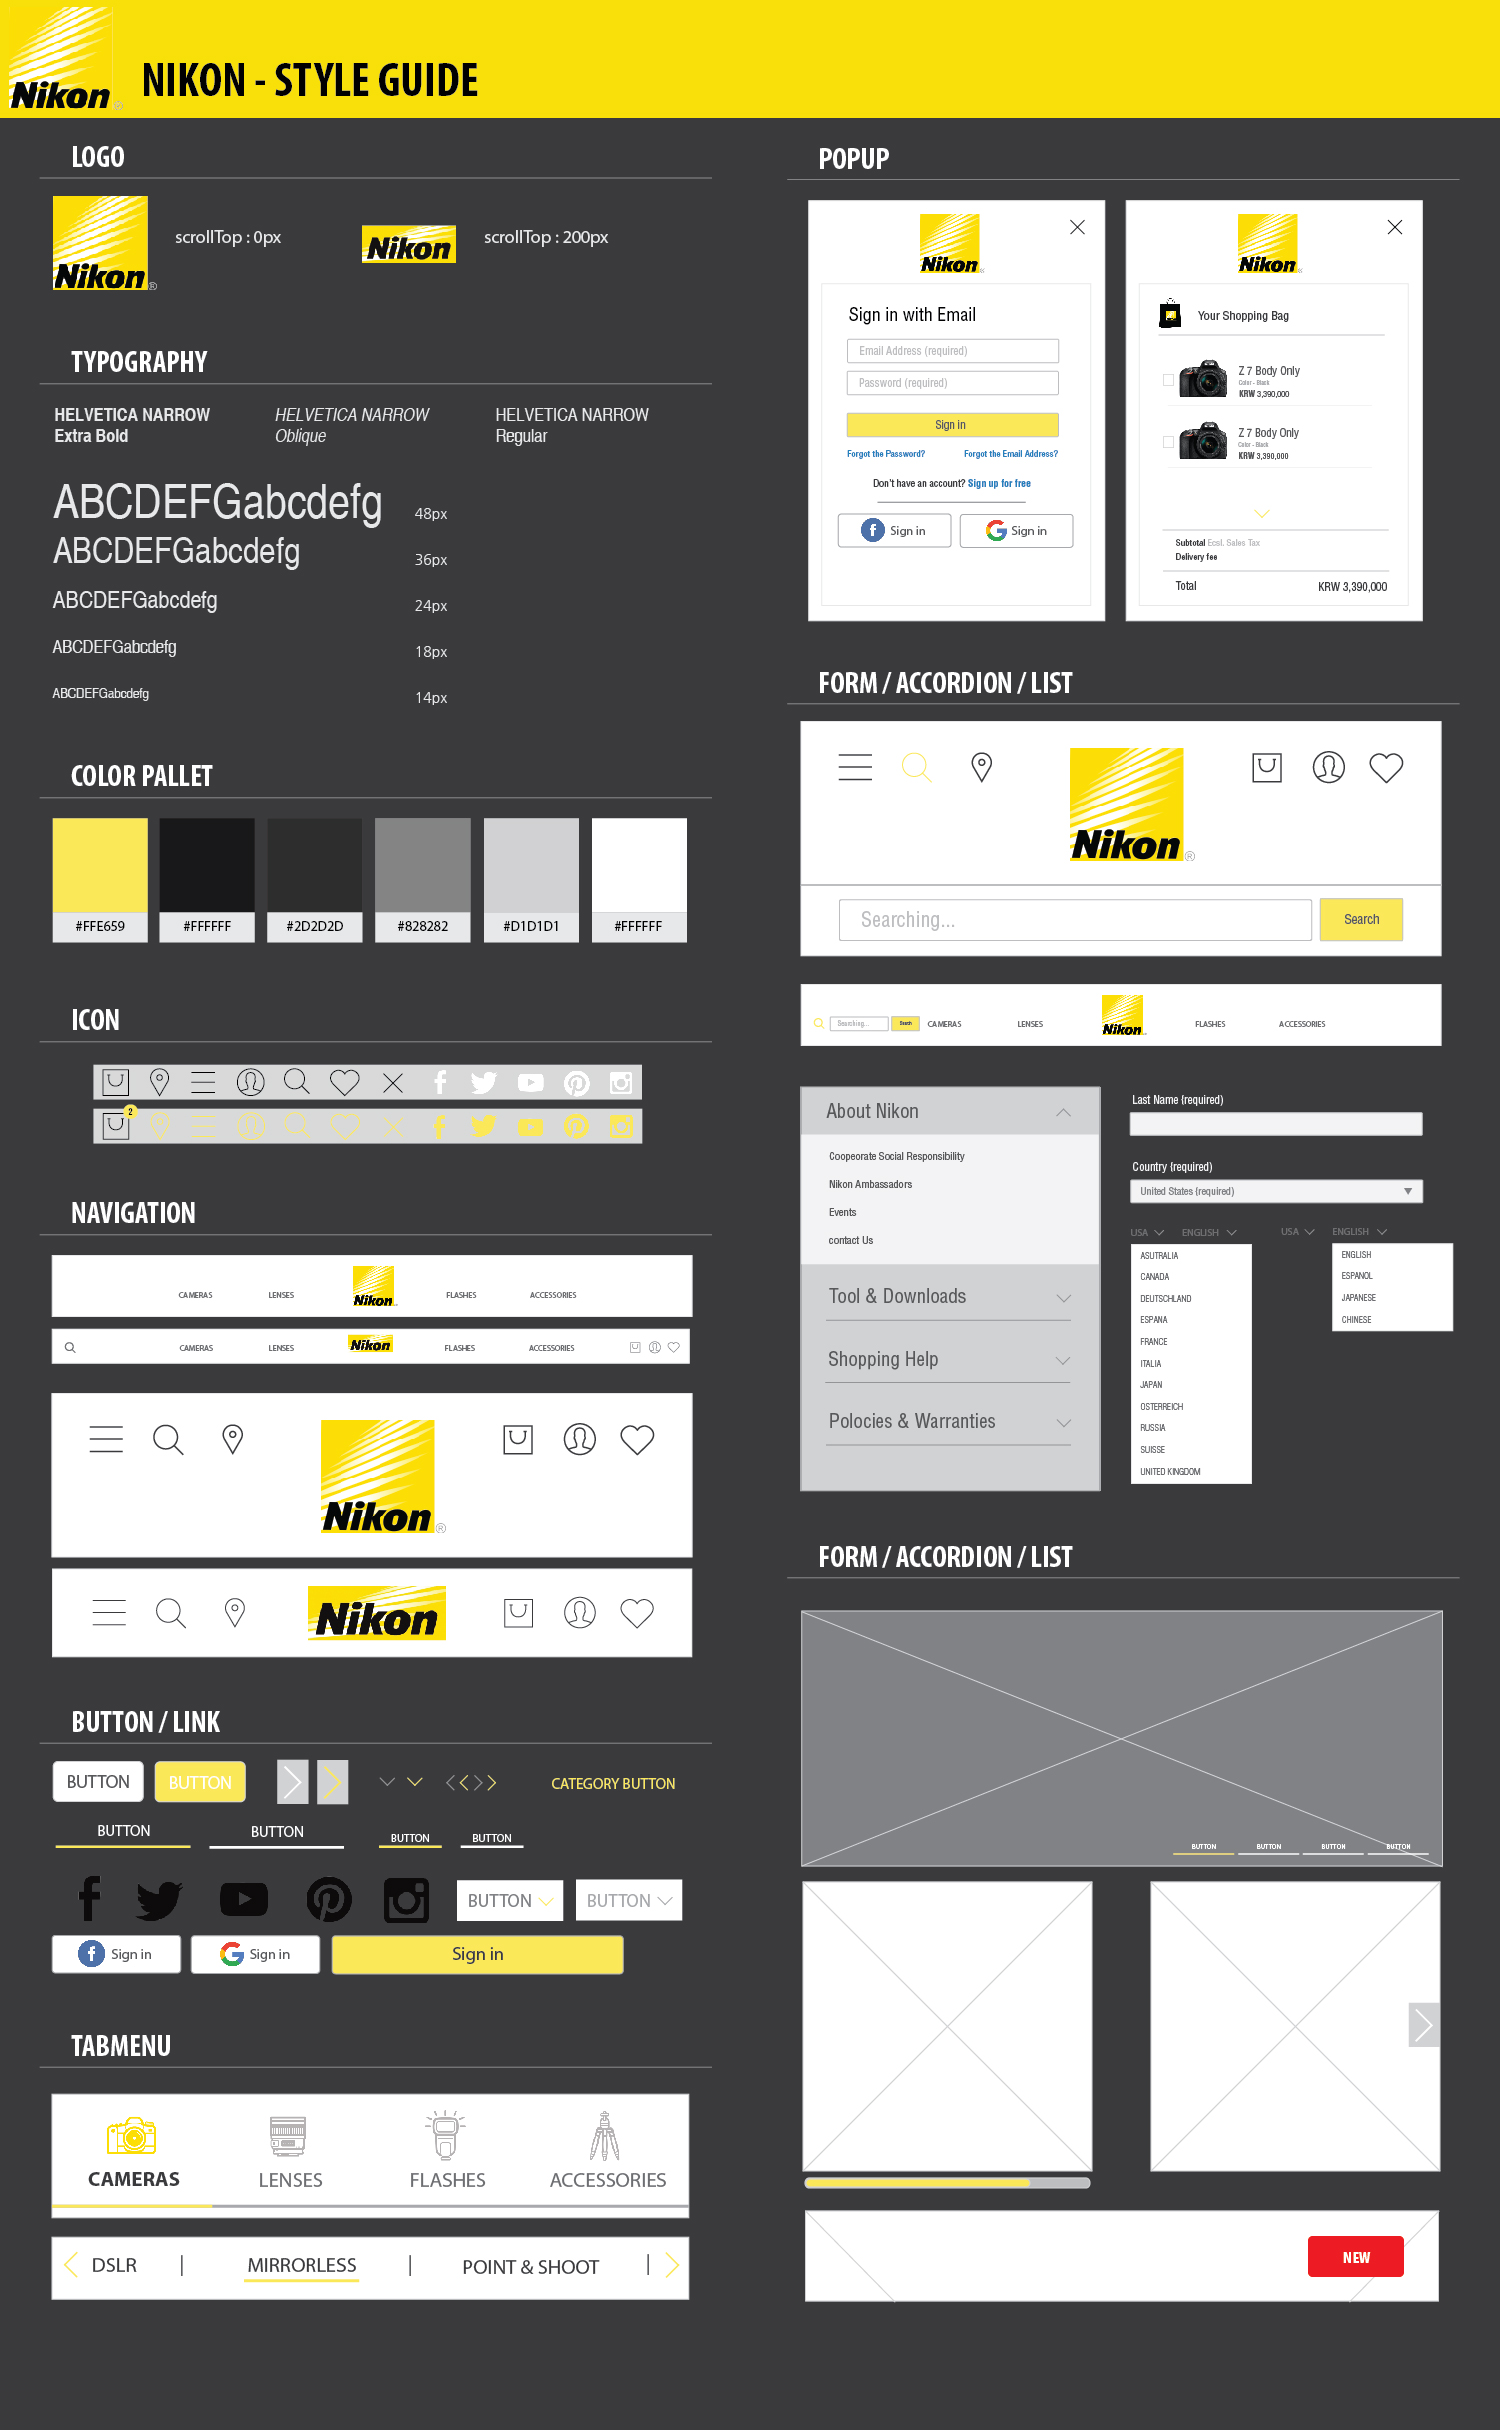 Nikon®
NIKON - STYLE GUIDE
LOGO
Nikon®
scrollTop : 0px
Nikon
scrollTop : 200px
TYPOGRAPHY
HELVETICA NARROW
Extra Bold
HELVETICA NARROW
Oblique
HELVETICA NARROW
Regular
ABCDEFGabcdefg
48px
ABCDEFGabcdefg
36px
ABCDEFGabcdefg
24px
ABCDEFGabcdefg
18px
ABCDEFGabcdefg
14px
COLOR PALLET
#FFE659
#FFFFFF
#2D2D2D
#828282
#D1D1D1
#FFFFFF
ICON
2
NAVIGATION
CAMERAS
LENSES
Nikon
FLASHES
ACCESSORIES
CAMERAS
LENSES
Nikon
FLASHES
ACCESSORIES
Nikon®
Nikon
BUTTON / LINK
BUTTON
BUTTON
CATEGORY BUTTON
BUTTON
BUTTON
BUTTON
BUTTON
BUTTON
BUTTON
Sign in
Sign in
Sign in
TABMENU
CAMERAS
LENSES
FLASHES
ACCESSORIES
DSLR
|
MIRRORLESS
|
POINT & SHOOT
|
POPUP
Nikon®
Sign in with Email
Email Address (required)
Password (required)
Sign in
Forgot the Password?
Forgot the Email Address?
Don't have an account? Sign up for free
Sign in
Sign in
Nikon®
Your Shopping Bag
Z 7 Body Only
Color - Black
KRW 3,390,000
Z 7 Body Only
Color - Black
KRW 3,390,000
Subtotal Ecsl. Sales Tax
Delivery fee
Total
KRW 3,390,000
FORM / ACCORDION / LIST
Nikon®
Searching...
Search
Searching...
Search
CAMERAS
LENSES
Nikon
FLASHES
ACCESSORIES
About Nikon
Coopeorate Social Responsibility
Nikon Ambassadors
Events
contact Us
Tool & Downloads
Shopping Help
Polocies & Warranties
Last Name (required)
Country (required)
United States (required)
USA
ENGLISH
ASUTRALIA
CANADA
DEUTSCHLAND
ESPANA
FRANCE
ITALIA
JAPAN
OSTERREICH
RUSSIA
SUISSE
UNITED KINGDOM
USA
ENGLISH
ENGLISH
ESPANOL
JAPANESE
CHINESE
FORM / ACCORDION / LIST
BUTTON
BUTTON
BUTTON
BUTTON
NEW